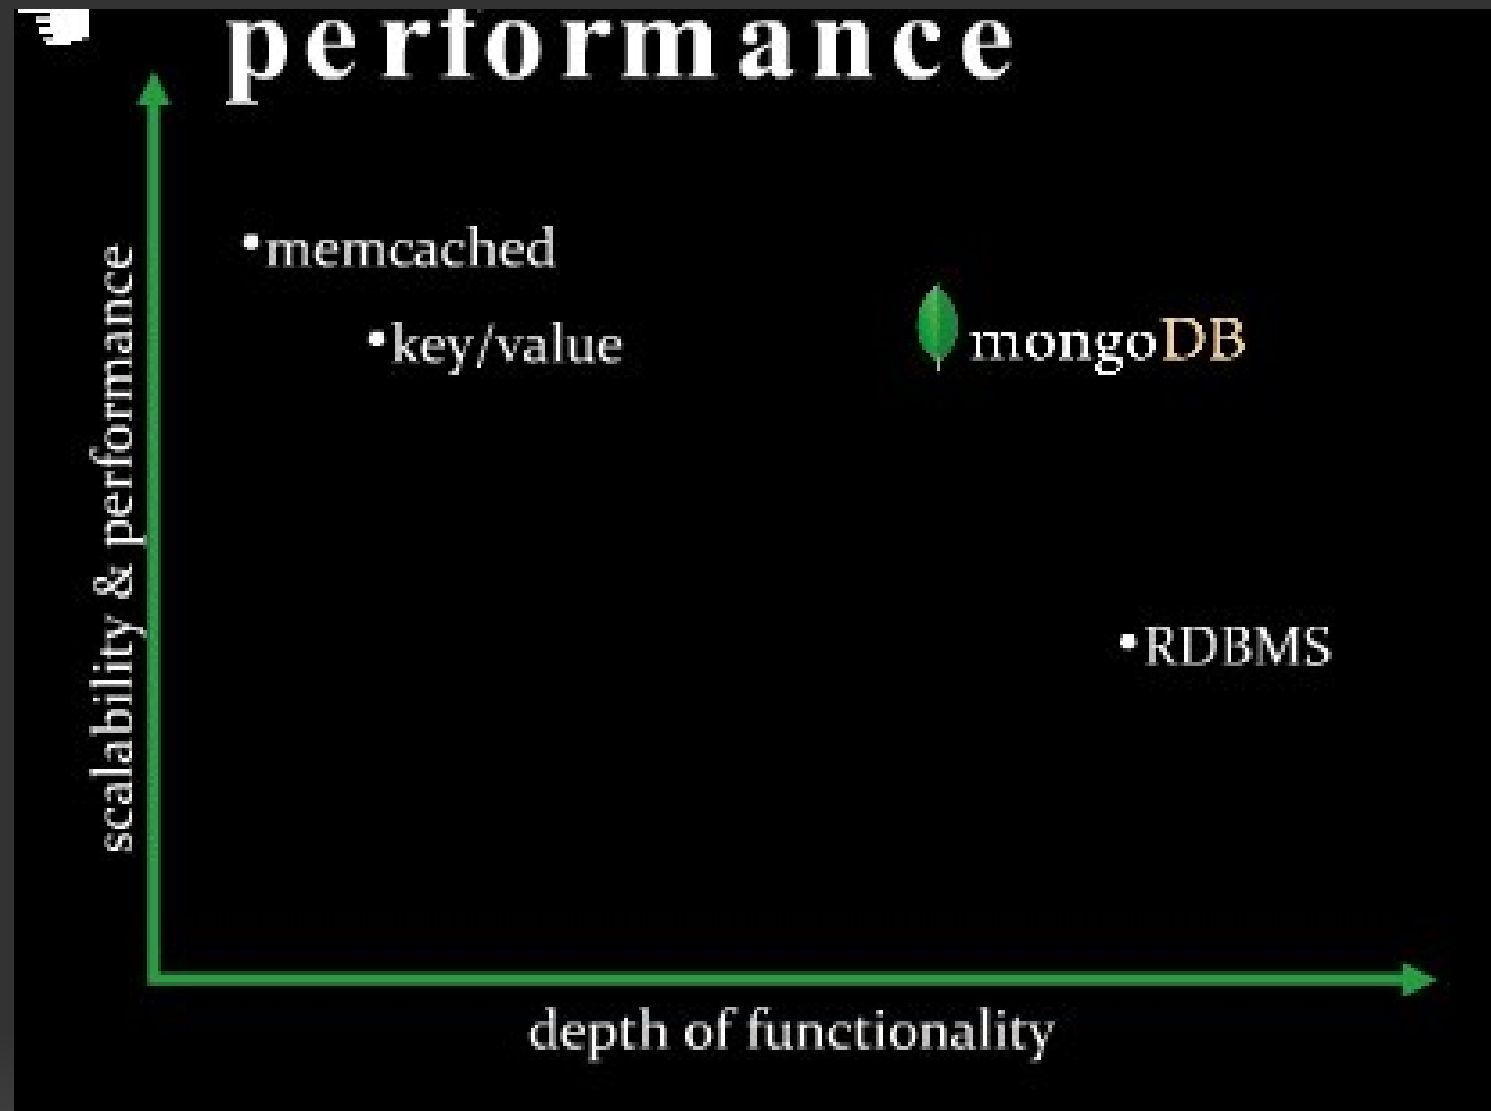 performance
scalability & performance
•memcached
•key/value
mongoDB
•RDBMS
depth of functionality